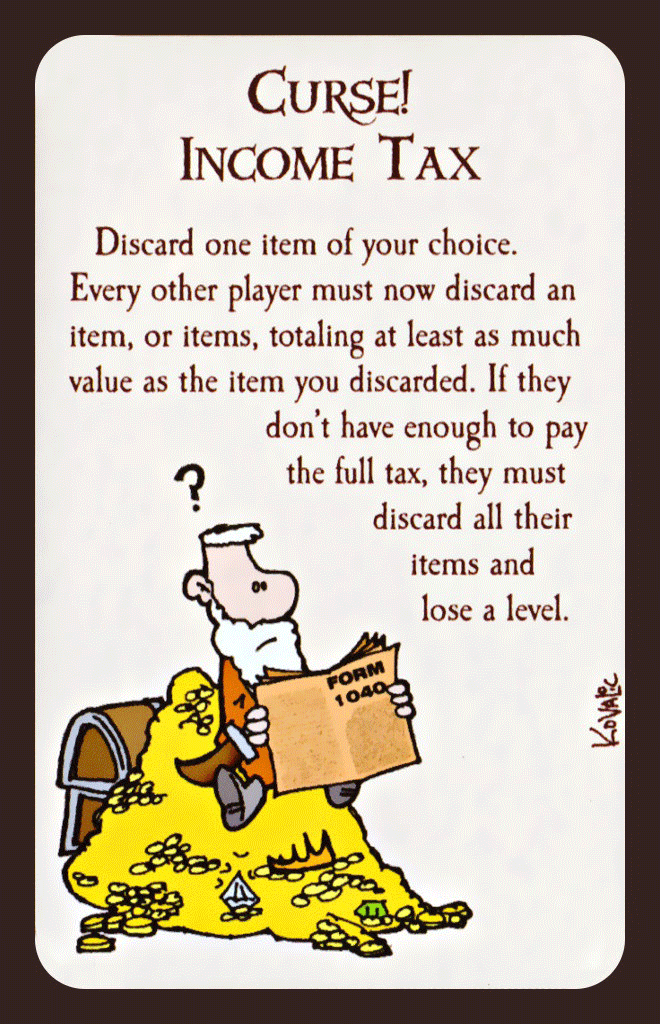 Curse!
Income Tax
Discard one item of your choice.
Every other player must now discard an
item, or items, totaling at least as much
value as the item you discarded. If they
don't have enough to pay
the full tax, they must
discard all their
items and
lose a level.
?
FORM
1040
KOVALIC